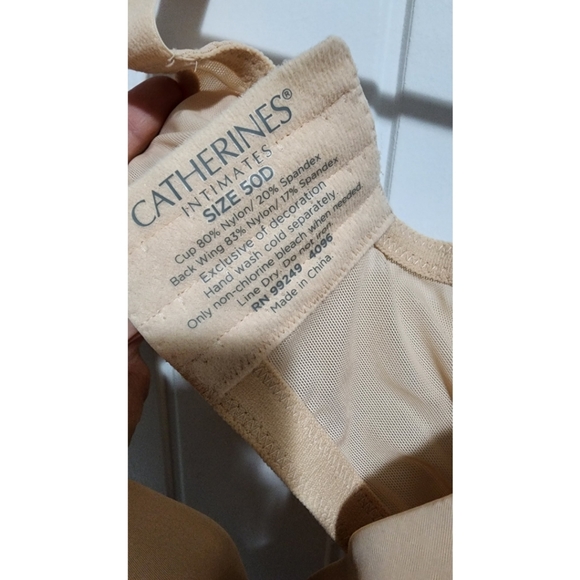 CATHERINES®
INTIMATES
SIZE 50D
Cup 80% Nylon/ 20% Spandex
Back Wing 83% Nylon/ 17% Spandex
Exclusive of decoration
Hand wash cold separately
Only non-chlorine bleach when needed
Line Dry. Do not iron.
RN 99249 4096
Made in China